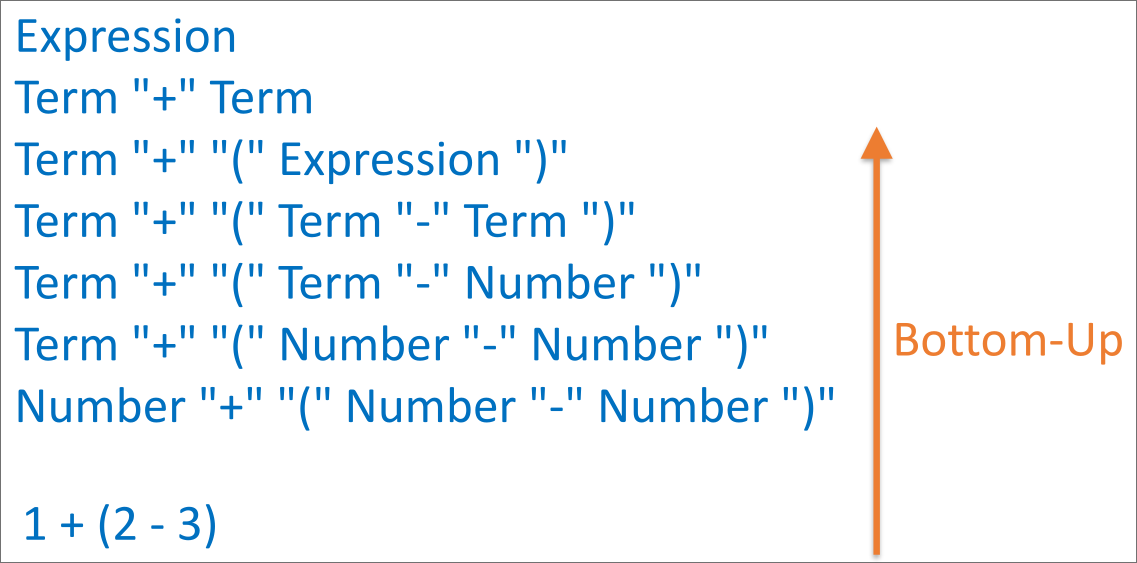 Expression
Term "+" Term
Term "+" "(" Expression ")"
Term "+" "(" Term "-" Term ")"
Term "+" "(" Term "-" Number ")"
Term "+" "(" Number "-" Number ")"
Number "+" "(" Number "-" Number ")"
1 + (2 - 3)
Bottom-Up